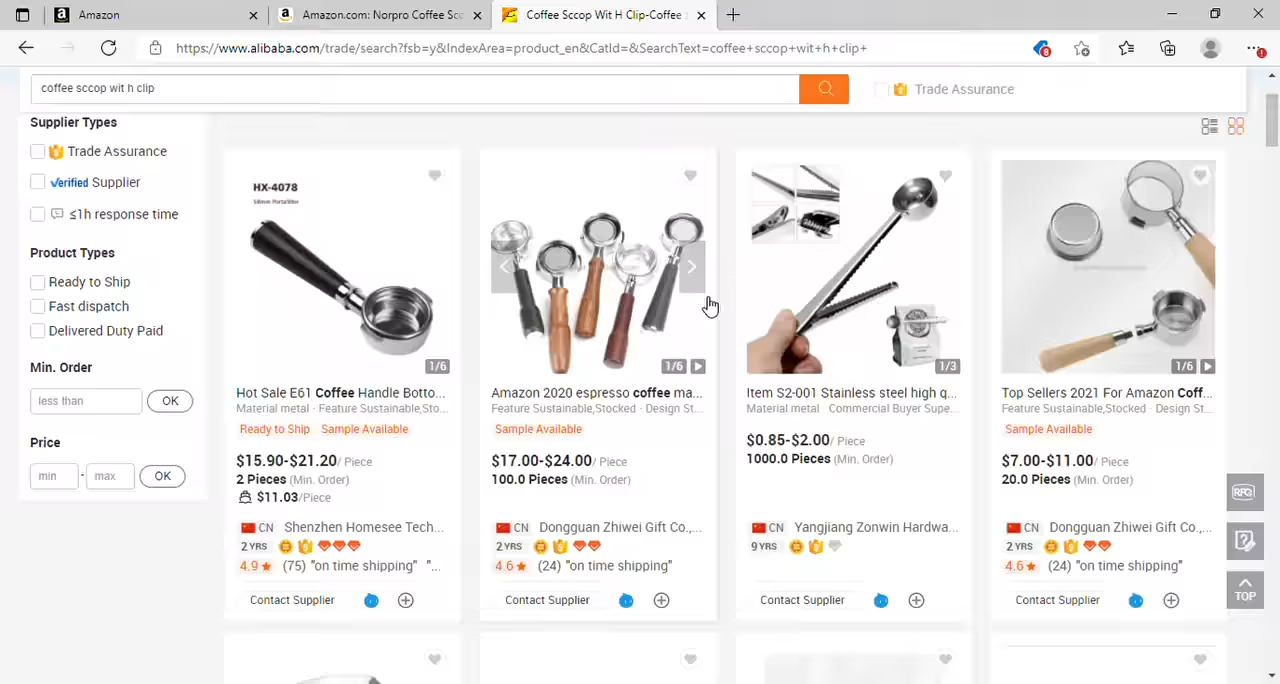 Amazon
Amazon.com: Norpro Coffee Sco
Coffee Sccop Wit H Clip-Coffee
https://www.alibaba.com/trade/search?fsb=y&IndexArea=product_en&CatId=&SearchText=coffee+sccop+wit+h+clip+
8
coffee sccop wit h clip
Trade Assurance
Supplier Types
Trade Assurance
Verified Supplier
≤1h response time
Product Types
Ready to Ship
Fast dispatch
Delivered Duty Paid
Min. Order
less than
OK
Price
min - max OK
HX-4078
58mm Portafilter
1/6
Hot Sale E61 Coffee Handle Botto...
Material metal · Feature Sustainable,Sto...
Ready to Ship Sample Available
$15.90-$21.20/ Piece
2 Pieces (Min. Order)
$11.03/Piece
CN Shenzhen Homesee Tech...
2 YRS
4.9 (75) "on time shipping" "...
Contact Supplier
1/6
Amazon 2020 espresso coffee ma...
Feature Sustainable,Stocked · Design St...
Sample Available
$17.00-$24.00/ Piece
100.0 Pieces (Min. Order)
CN Dongguan Zhiwei Gift Co.,...
2 YRS
4.6 (24) "on time shipping"
Contact Supplier
1/3
Item S2-001 Stainless steel high q...
Material metal · Commercial Buyer Supe...
$0.85-$2.00/ Piece
1000.0 Pieces (Min. Order)
CN Yangjiang Zonwin Hardwa...
9 YRS
Contact Supplier
1/6
Top Sellers 2021 For Amazon Coff...
Feature Sustainable,Stocked · Design St...
Sample Available
$7.00-$11.00/ Piece
20.0 Pieces (Min. Order)
CN Dongguan Zhiwei Gift Co.,...
2 YRS
4.6 (24) "on time shipping"
Contact Supplier
RFQ
TOP